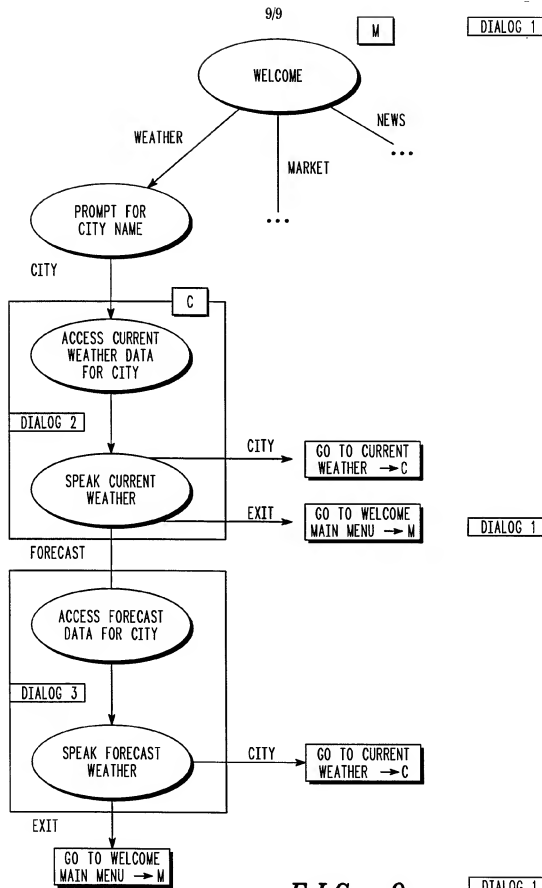 9/9
M
DIALOG 1
WELCOME
WEATHER
MARKET
NEWS
...
...
PROMPT FOR
CITY NAME
CITY
C
ACCESS CURRENT
WEATHER DATA
FOR CITY
DIALOG 2
SPEAK CURRENT
WEATHER
CITY
GO TO CURRENT
WEATHER → C
EXIT
GO TO WELCOME
MAIN MENU → M
DIALOG 1
FORECAST
ACCESS FORECAST
DATA FOR CITY
DIALOG 3
SPEAK FORECAST
WEATHER
CITY
GO TO CURRENT
WEATHER → C
EXIT
GO TO WELCOME
MAIN MENU → M
DIALOG 1